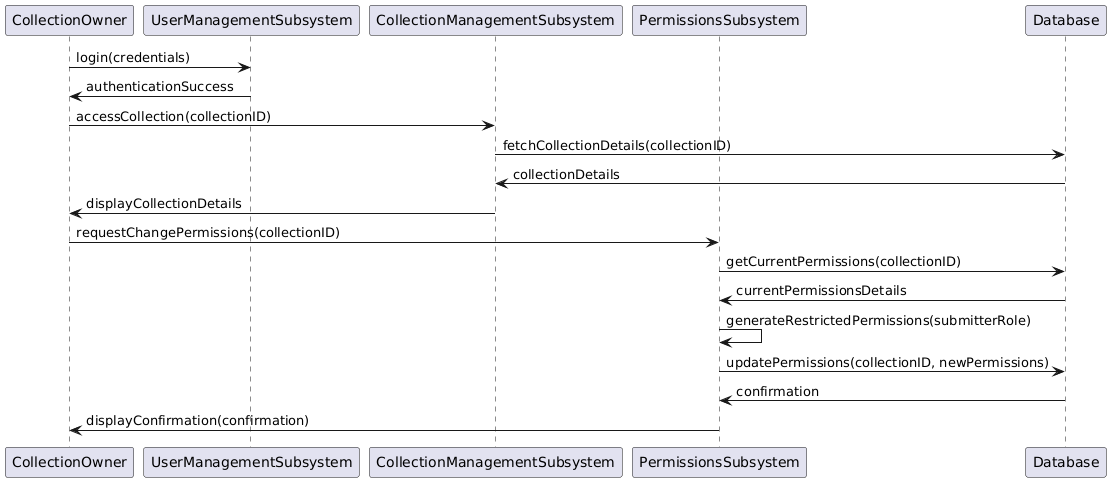 CollectionOwner UserManagementSubsystem CollectionManagementSubsystem PermissionsSubsystem Database
login(credentials)
authenticationSuccess
accessCollection(collectionID)
fetchCollectionDetails(collectionID)
collectionDetails
displayCollectionDetails
requestChangePermissions(collectionID)
getCurrentPermissions(collectionID)
currentPermissionsDetails
generateRestrictedPermissions(submitterRole)
updatePermissions(collectionID, newPermissions)
confirmation
displayConfirmation(confirmation)
CollectionOwner UserManagementSubsystem CollectionManagementSubsystem PermissionsSubsystem Database